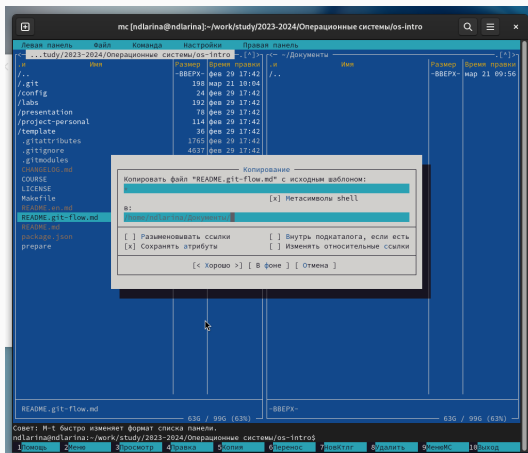 mc [ndlarina@ndlarina]:~/work/study/2023-2024/Операционные системы/os-intro
Левая панель Файл Команда Настройки Правая панель
<─ ...tudy/2023-2024/Операционные системы/os-intro ─.[^]>┐
.и Имя Размер Время правки
/.. -ВВЕРХ- фев 29 17:42
/.git 198 мар 21 10:04
/config 24 фев 29 17:42
/labs 192 фев 29 17:42
/presentation 78 фев 29 17:42
/project-personal 114 фев 29 17:42
/template 36 фев 29 17:42
.gitattributes 1765 фев 29 17:42
.gitignore 4637 фев 29 17:42
.gitmodules
CHANGELOG.md
COURSE
LICENSE
Makefile
README.en.md
README.git-flow.md
README.md
package.json
prepare
README.git-flow.md
63G / 99G (63%)
<─ ~/Документы ─.[^]>┐
.и Имя Размер Время правки
/.. -ВВЕРХ- мар 21 09:56
-ВВЕРХ-
63G / 99G (63%)
Копирование
Копировать файл "README.git-flow.md" с исходным шаблоном:
*
[x] Метасимволы shell
в:
/home/ndlarina/Документы/
[ ] Разыменовывать ссылки [ ] Внутрь подкаталога, если есть
[x] Сохранять атрибуты [ ] Изменять относительные ссылки
[< Хорошо >] [ В фоне ] [ Отмена ]
Совет: M-t быстро изменяет формат списка панели.
ndlarina@ndlarina:~/work/study/2023-2024/Операционные системы/os-intro$
1Помощь 2Меню 3Просмотр 4Правка 5Копия 6Перенос 7НовКтлг 8Удалить 9МенюMC 10Выход